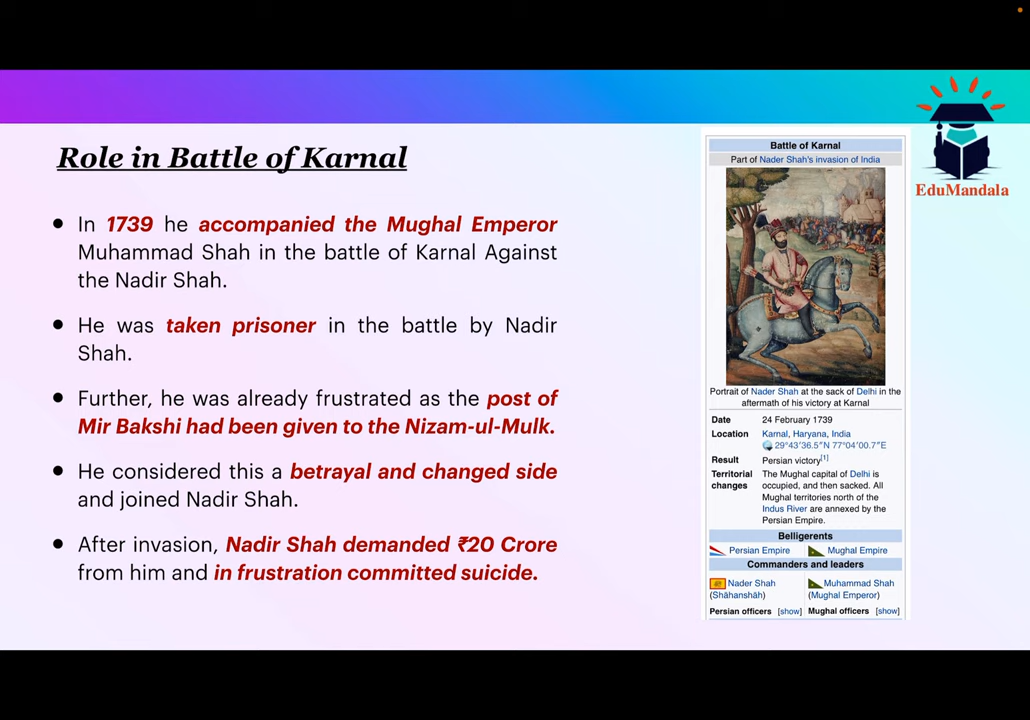 Role in Battle of Karnal
• In 1739 he accompanied the Mughal Emperor
Muhammad Shah in the battle of Karnal Against
the Nadir Shah.
• He was taken prisoner in the battle by Nadir
Shah.
• Further, he was already frustrated as the post of
Mir Bakshi had been given to the Nizam-ul-Mulk.
• He considered this a betrayal and changed side
and joined Nadir Shah.
• After invasion, Nadir Shah demanded ₹20 Crore
from him and in frustration committed suicide.
EduMandala
Battle of Karnal
Part of Nader Shah's invasion of India
Portrait of Nader Shah at the sack of Delhi in the
aftermath of his victory at Karnal
Date 24 February 1739
Location Karnal, Haryana, India
29°43′36.5″N 77°04′00.7″E
Result Persian victory[1]
Territorial changes The Mughal capital of Delhi is
occupied, and then sacked. All
Mughal territories north of the
Indus River are annexed by the
Persian Empire.
Belligerents
Persian Empire Mughal Empire
Commanders and leaders
Nader Shah Muhammad Shah
(Shāhanshāh) (Mughal Emperor)
Persian officers [show] Mughal officers [show]